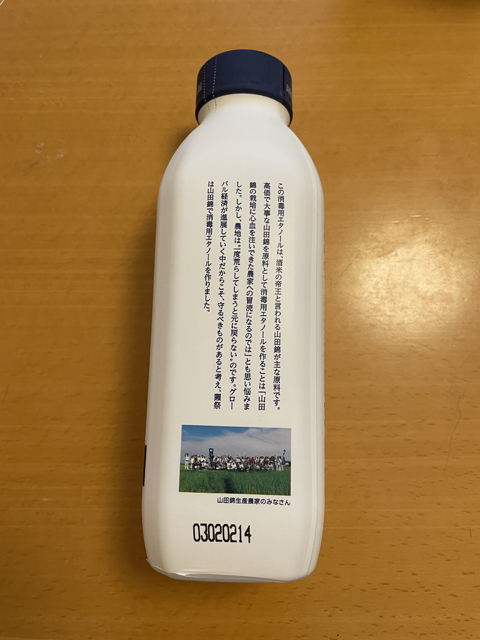 この消毒用エタノールは、酒米の帝王と言われる山田錦が主な原料です。
高価で大事な山田錦を原料として消毒用エタノールを作ることは「山田
錦の栽培に心血を注いできた農家への冒涜になるのでは」とも思い悩みま
した。しかし、農地は“一度荒らしてしまうと元に戻らない”のです。グロー
バル経済が進展していく中だからこそ、守るべきものがあると考え、獺祭
は山田錦で消毒用エタノールを作りました。
山田錦生産農家のみなさん
03020214